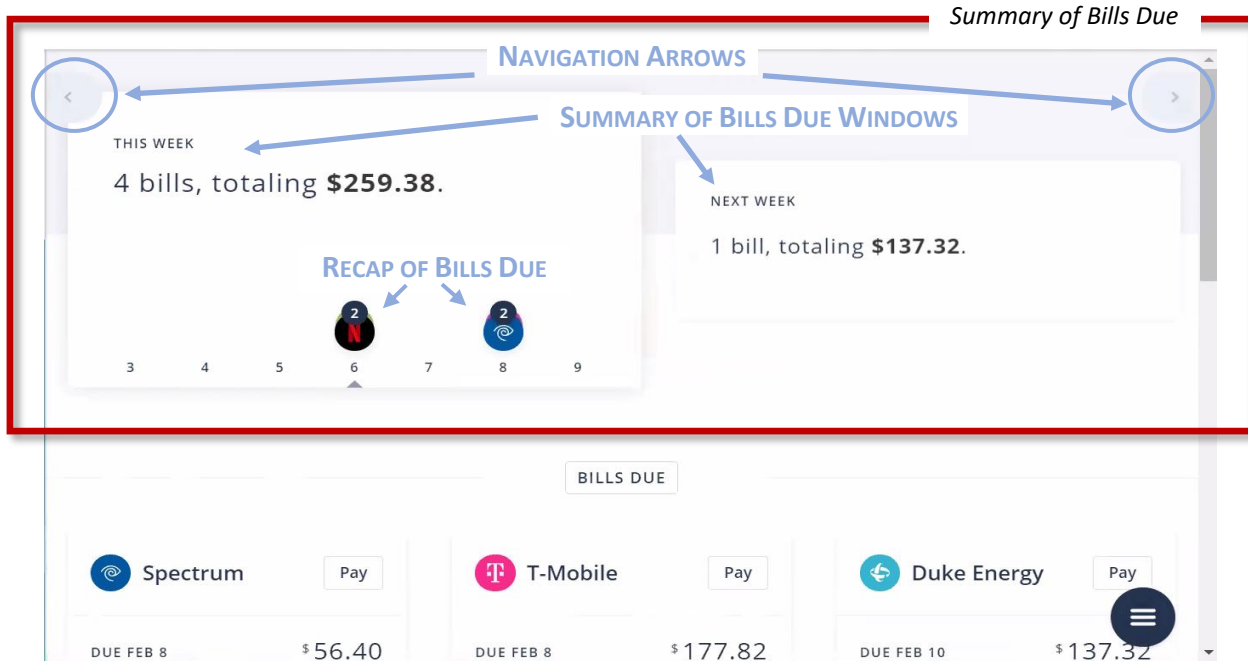 Summary of Bills Due
NAVIGATION ARROWS
SUMMARY OF BILLS DUE WINDOWS
THIS WEEK
4 bills, totaling $259.38.
NEXT WEEK
1 bill, totaling $137.32.
RECAP OF BILLS DUE
2 2
N
3 4 5 6 7 8 9
BILLS DUE
Spectrum Pay T-Mobile Pay Duke Energy Pay
DUE FEB 8 $56.40 DUE FEB 8 $177.82 DUE FEB 10 $137.32